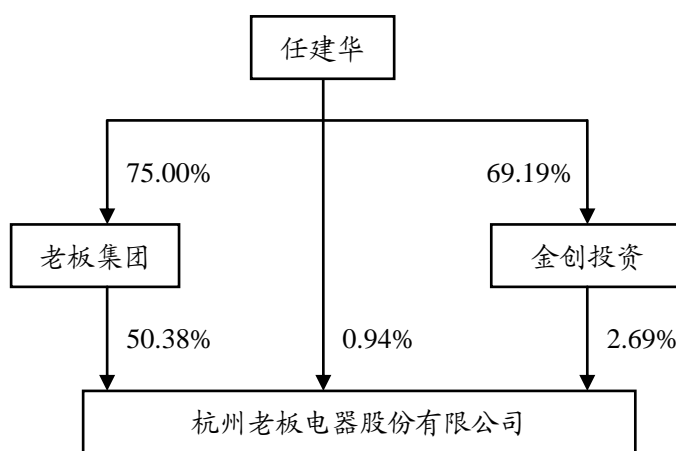 任建华
75.00%
69.19%
老板集团
金创投资
50.38%
0.94%
2.69%
杭州老板电器股份有限公司